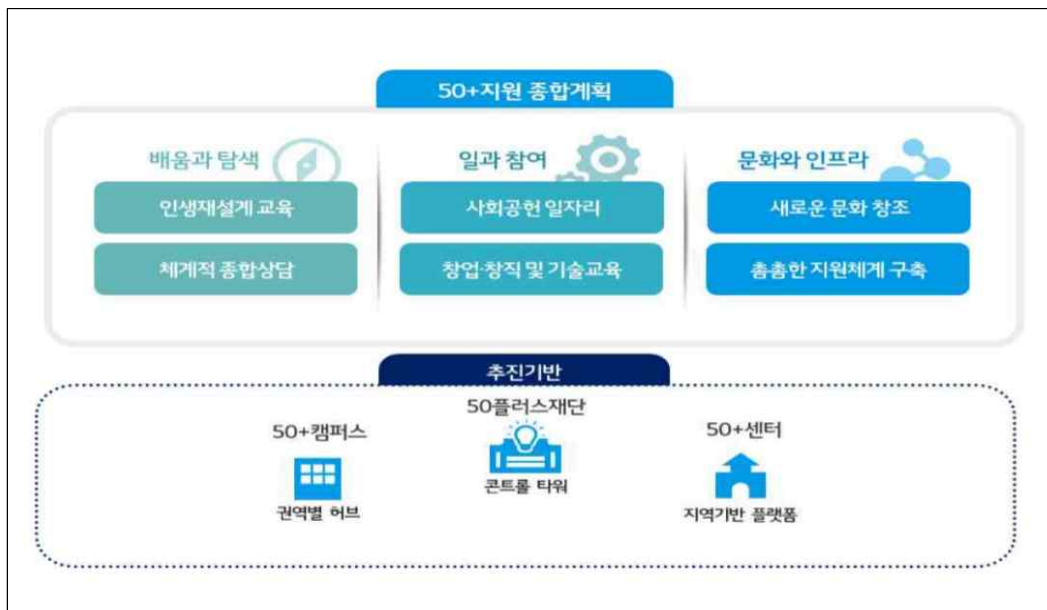 50+지원 종합계획
배움과 탐색
인생재설계 교육
체계적 종합상담
일과 참여
사회공헌 일자리
창업·창직 및 기술교육
문화와 인프라
새로운 문화 창조
촘촘한 지원체계 구축
추진기반
50+캠퍼스
권역별 허브
50플러스재단
콘트롤 타워
50+센터
지역기반 플랫폼